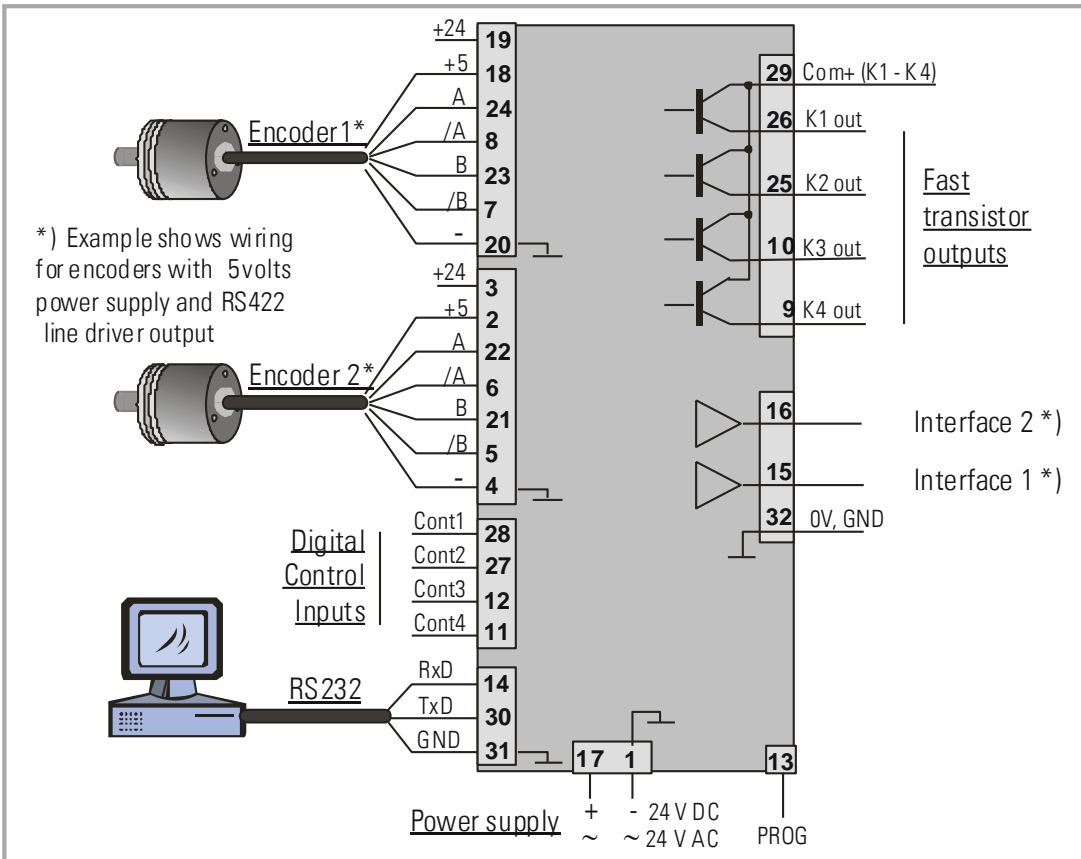 +24
19
+5
18
A
24
Encoder1*
/A
8
B
23
/B
7
-
20
*) Example shows wiring
for encoders with 5volts
power supply and RS422
line driver output
+24
3
+5
2
A
22
Encoder 2*
/A
6
B
21
/B
5
-
4
Digital
Control
Inputs
Cont1
28
Cont2
27
Cont3
12
Cont4
11
RS232
RxD
14
TxD
30
GND
31
29 Com+ (K1 - K4)
26 K1 out
25 K2 out
10 K3 out
9 K4 out
Fast
transistor
outputs
16
Interface 2 *)
15
Interface 1 *)
32 0V, GND
17 1
13
Power supply
+ - 24 V DC
~ ~ 24 V AC
PROG